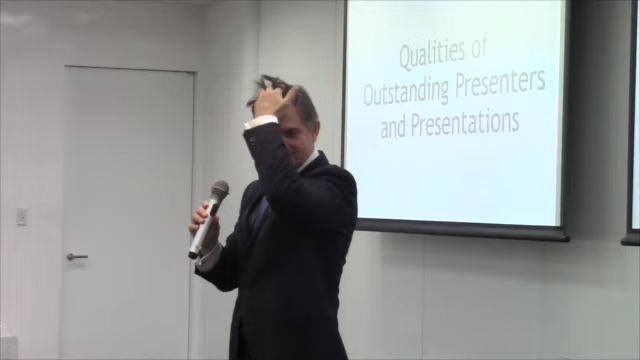 Qualities of
Outstanding Presenters
and Presentations